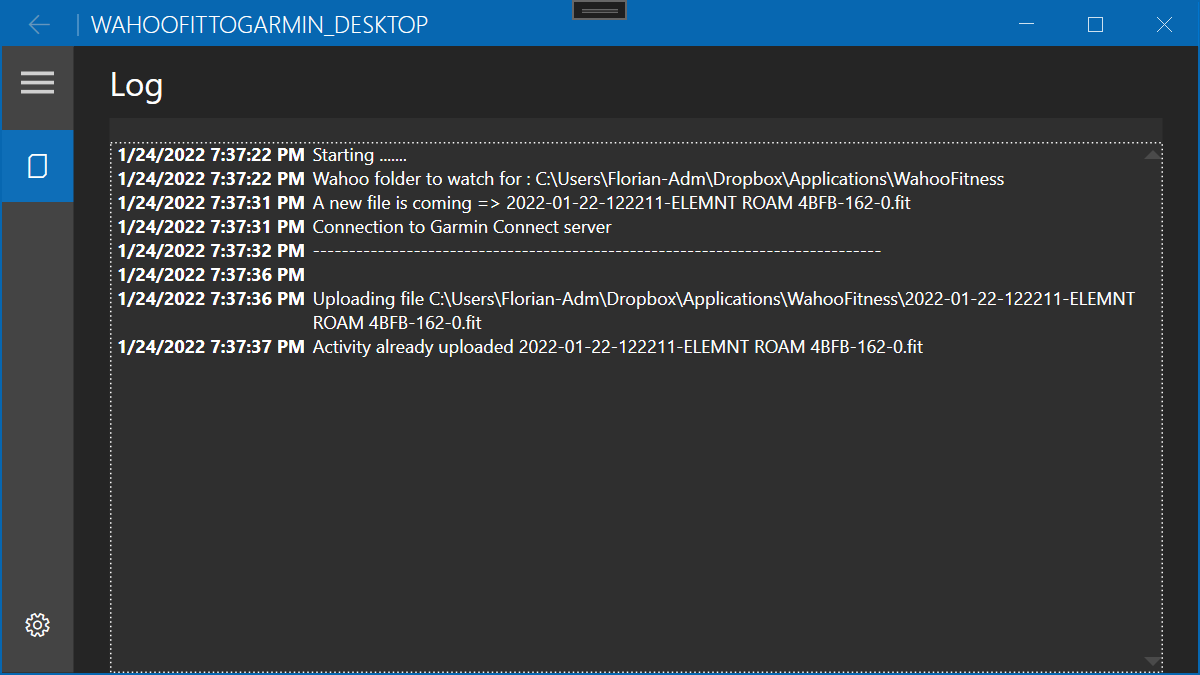 WAHOOFITTOGARMIN_DESKTOP
Log
1/24/2022 7:37:22 PM Starting .......
1/24/2022 7:37:22 PM Wahoo folder to watch for : C:\Users\Florian-Adm\Dropbox\Applications\WahooFitness
1/24/2022 7:37:31 PM A new file is coming => 2022-01-22-122211-ELEMNT ROAM 4BFB-162-0.fit
1/24/2022 7:37:31 PM Connection to Garmin Connect server
1/24/2022 7:37:32 PM -------------------------------------------------------------------------------
1/24/2022 7:37:36 PM
1/24/2022 7:37:36 PM Uploading file C:\Users\Florian-Adm\Dropbox\Applications\WahooFitness\2022-01-22-122211-ELEMNT
ROAM 4BFB-162-0.fit
1/24/2022 7:37:37 PM Activity already uploaded 2022-01-22-122211-ELEMNT ROAM 4BFB-162-0.fit